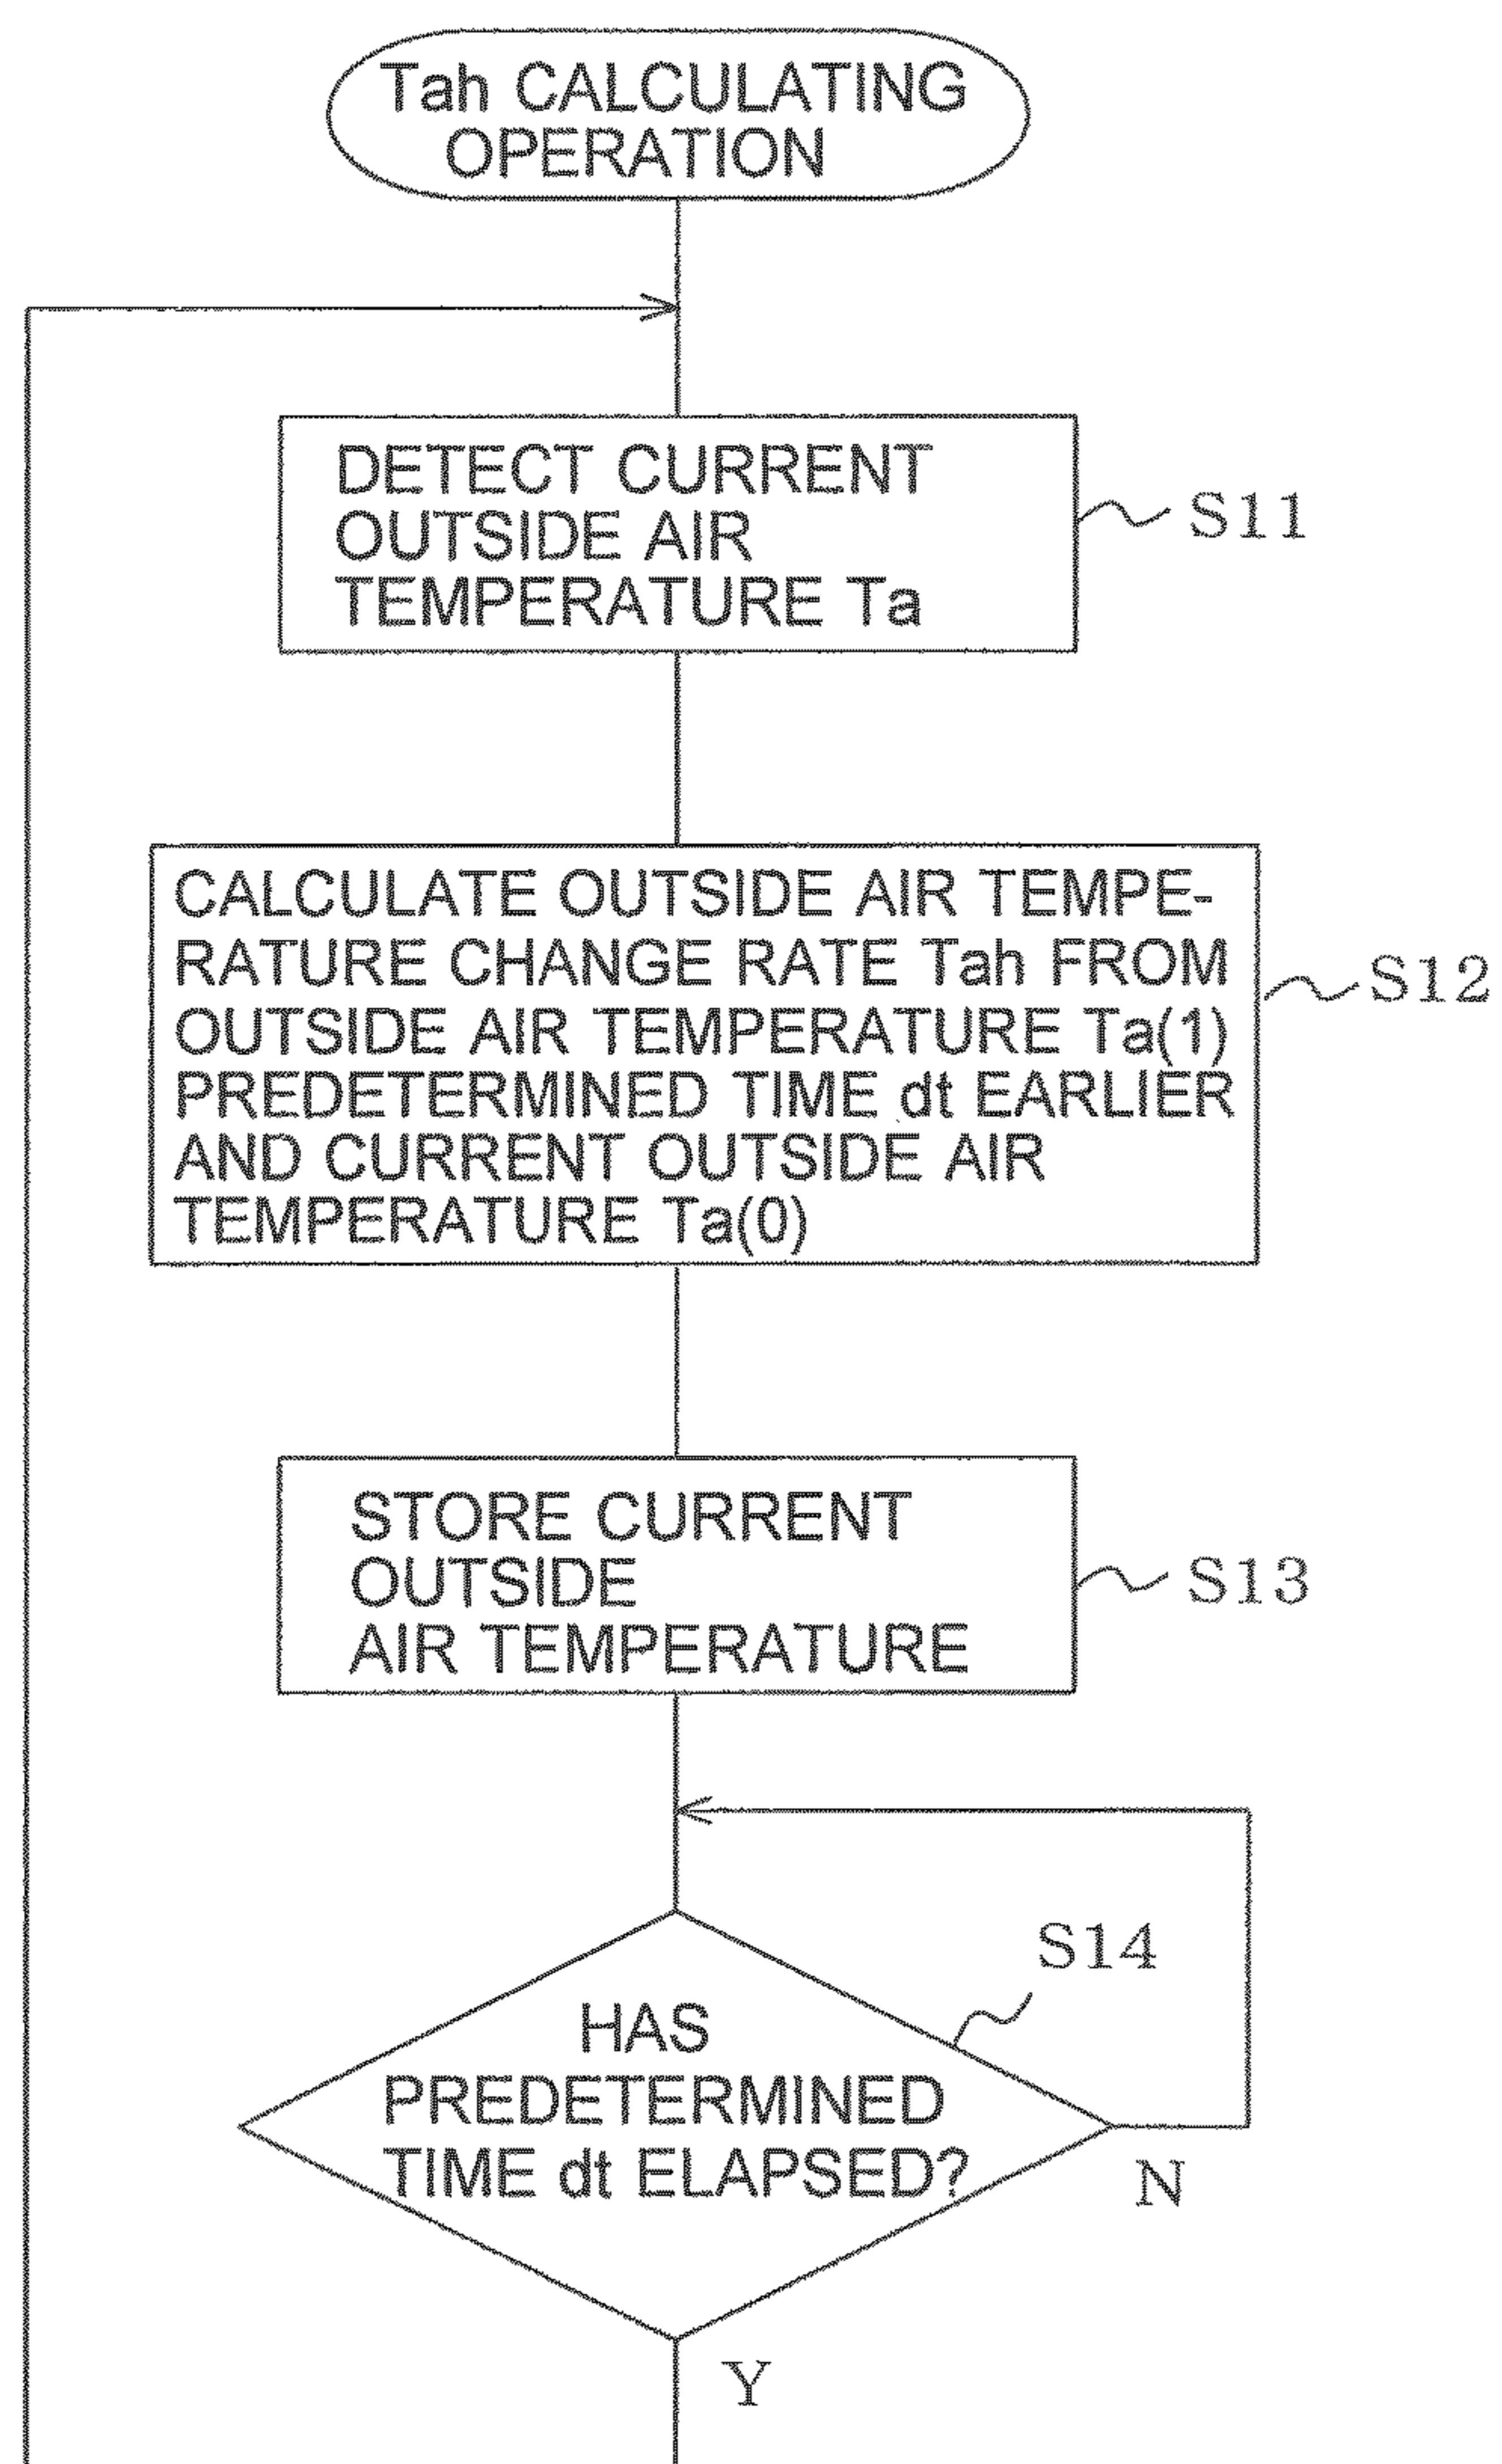 Tah CALCULATING
OPERATION
DETECT CURRENT
OUTSIDE AIR
TEMPERATURE Ta
S11
CALCULATE OUTSIDE AIR TEMPE-
RATURE CHANGE RATE Tah FROM
OUTSIDE AIR TEMPERATURE Ta(1)
PREDETERMINED TIME dt EARLIER
AND CURRENT OUTSIDE AIR
TEMPERATURE Ta(0)
S12
STORE CURRENT
OUTSIDE
AIR TEMPERATURE
S13
S14
HAS
PREDETERMINED
TIME dt ELAPSED?
N
Y